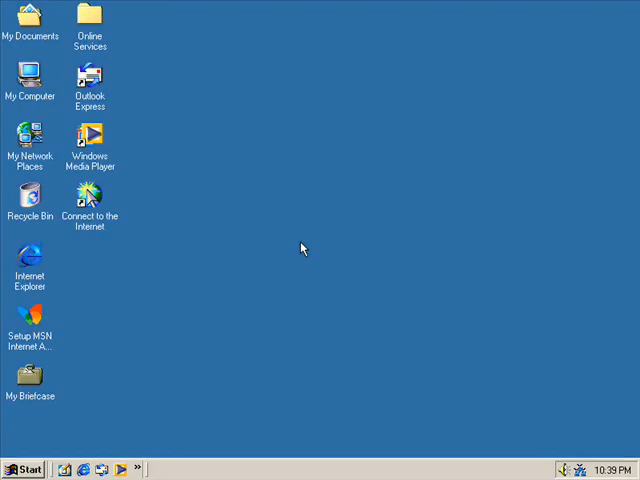 My Documents
Online
Services
My Computer
Outlook
Express
My Network
Places
Windows
Media Player
Recycle Bin
Connect to the
Internet
Internet
Explorer
Setup MSN
Internet A...
My Briefcase
Start
»
10:39 PM